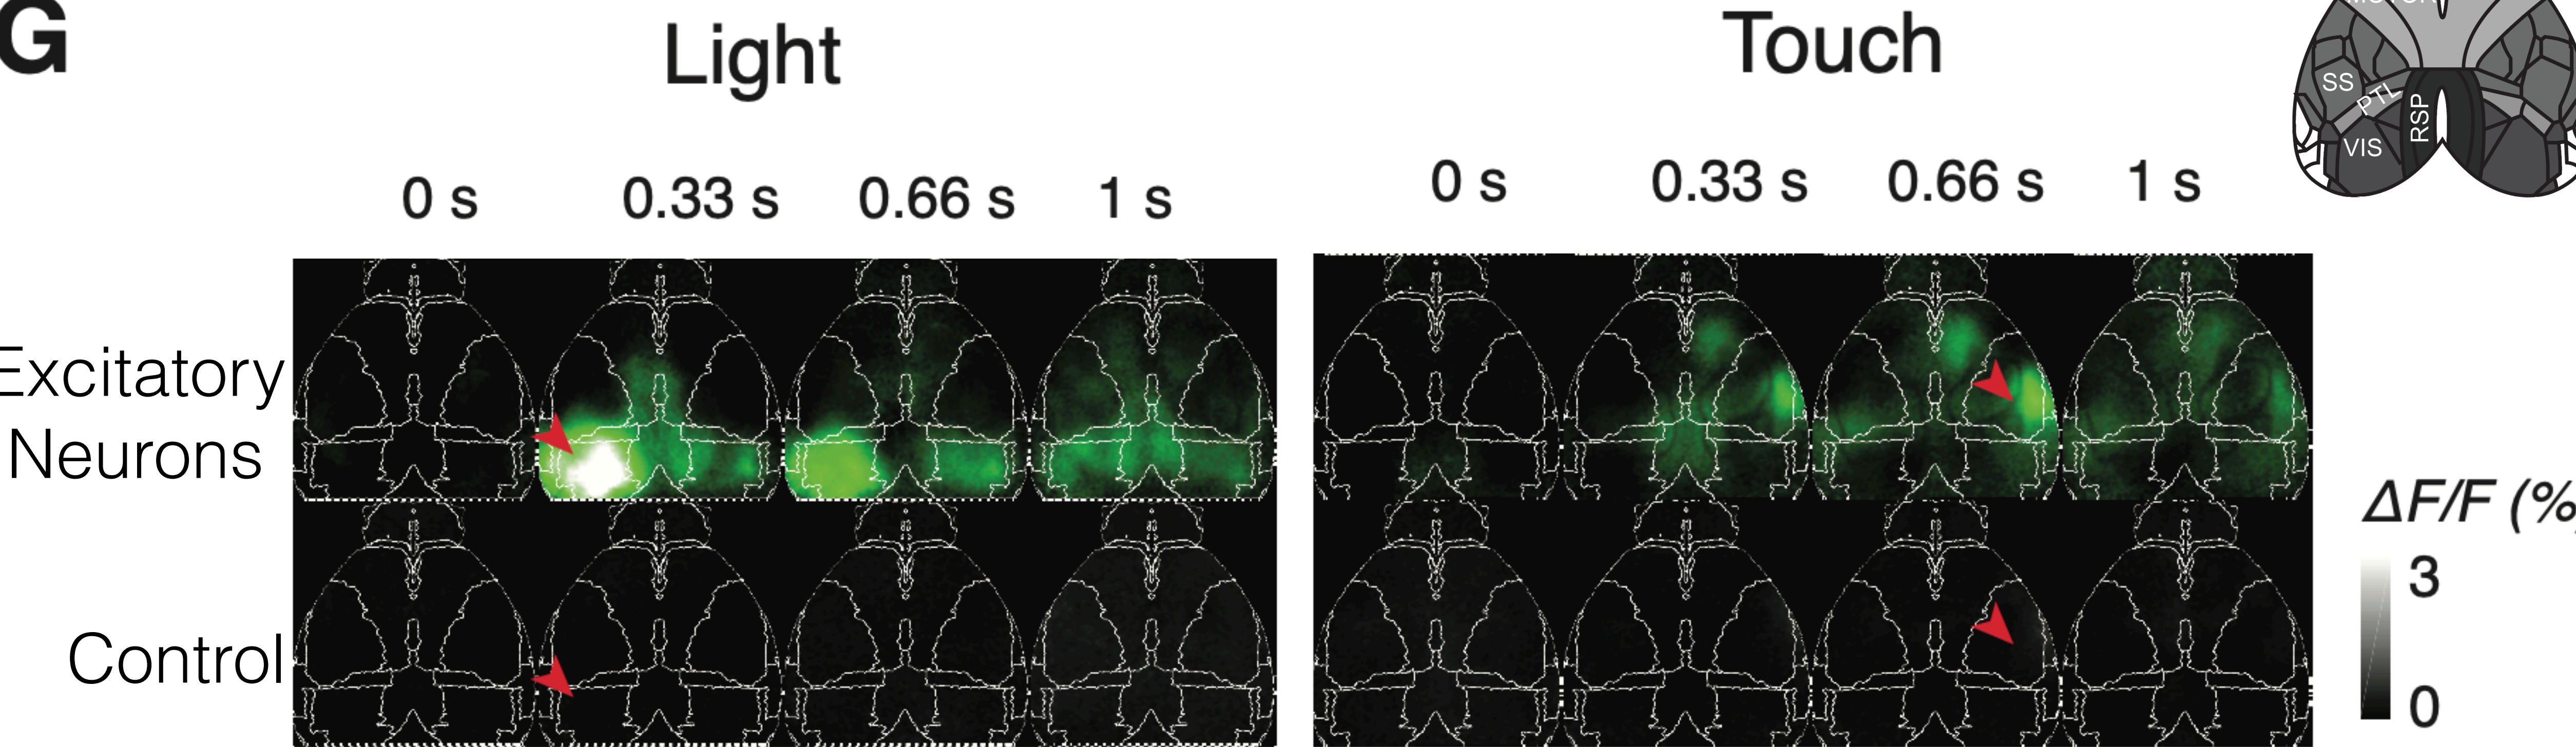 G
Light
Touch
MOTOR
SS
PTL
RSP
VIS
0 s 0.33 s 0.66 s 1 s
0 s 0.33 s 0.66 s 1 s
Excitatory
Neurons
Control
ΔF/F (%
3
0